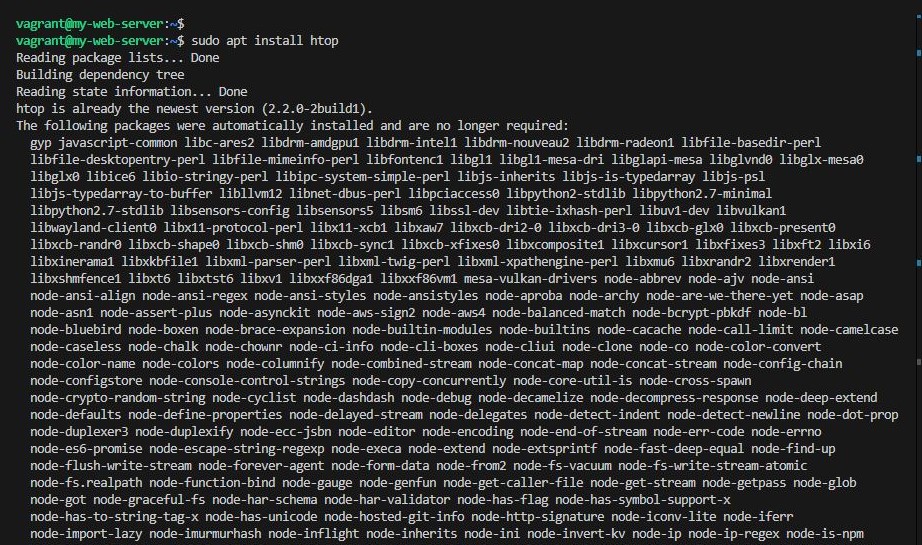 vagrant@my-web-server:~$
vagrant@my-web-server:~$ sudo apt install htop
Reading package lists... Done
Building dependency tree
Reading state information... Done
htop is already the newest version (2.2.0-2build1).
The following packages were automatically installed and are no longer required:
gyp javascript-common libc-ares2 libdrm-amdgpu1 libdrm-intel1 libdrm-nouveau2 libdrm-radeon1 libfile-basedir-perl
libfile-desktopentry-perl libfile-mimeinfo-perl libfontenc1 libgl1 libgl1-mesa-dri libglapi-mesa libglvnd0 libglx-mesa0
libglx0 libice6 libio-stringy-perl libipc-system-simple-perl libjs-inherits libjs-is-typedarray libjs-psl
libjs-typedarray-to-buffer libllvm12 libnet-dbus-perl libpciaccess0 libpython2-stdlib libpython2.7-minimal
libpython2.7-stdlib libsensors-config libsensors5 libsm6 libssl-dev libtie-ixhash-perl libuv1-dev libvulkan1
libwayland-client0 libx11-protocol-perl libx11-xcb1 libxaw7 libxcb-dri2-0 libxcb-dri3-0 libxcb-glx0 libxcb-present0
libxcb-randr0 libxcb-shape0 libxcb-shm0 libxcb-sync1 libxcb-xfixes0 libxcomposite1 libxcursor1 libxfixes3 libxft2 libxi6
libxinerama1 libxkbfile1 libxml-parser-perl libxml-twig-perl libxml-xpathengine-perl libxmu6 libxrandr2 libxrender1
libxshmfence1 libxt6 libxtst6 libxv1 libxxf86dga1 libxxf86vm1 mesa-vulkan-drivers node-abbrev node-ajv node-ansi
node-ansi-align node-ansi-regex node-ansi-styles node-ansistyles node-aproba node-archy node-are-we-there-yet node-asap
node-asn1 node-assert-plus node-asynckit node-aws-sign2 node-aws4 node-balanced-match node-bcrypt-pbkdf node-bl
node-bluebird node-boxen node-brace-expansion node-builtin-modules node-builtins node-cacache node-call-limit node-camelcase
node-caseless node-chalk node-chownr node-ci-info node-cli-boxes node-cliui node-clone node-co node-color-convert
node-color-name node-colors node-columnify node-combined-stream node-concat-map node-concat-stream node-config-chain
node-configstore node-console-control-strings node-copy-concurrently node-core-util-is node-cross-spawn
node-crypto-random-string node-cyclist node-dashdash node-debug node-decamelize node-decompress-response node-deep-extend
node-defaults node-define-properties node-delayed-stream node-delegates node-detect-indent node-detect-newline node-dot-prop
node-duplexer3 node-duplexify node-ecc-jsbn node-editor node-encoding node-end-of-stream node-err-code node-errno
node-es6-promise node-escape-string-regexp node-execa node-extend node-extsprintf node-fast-deep-equal node-find-up
node-flush-write-stream node-forever-agent node-form-data node-from2 node-fs-vacuum node-fs-write-stream-atomic
node-fs.realpath node-function-bind node-gauge node-genfun node-get-caller-file node-get-stream node-getpass node-glob
node-got node-graceful-fs node-har-schema node-har-validator node-has-flag node-has-symbol-support-x
node-has-to-string-tag-x node-has-unicode node-hosted-git-info node-http-signature node-iconv-lite node-iferr
node-import-lazy node-imurmurhash node-inflight node-inherits node-ini node-invert-kv node-ip node-ip-regex node-is-npm